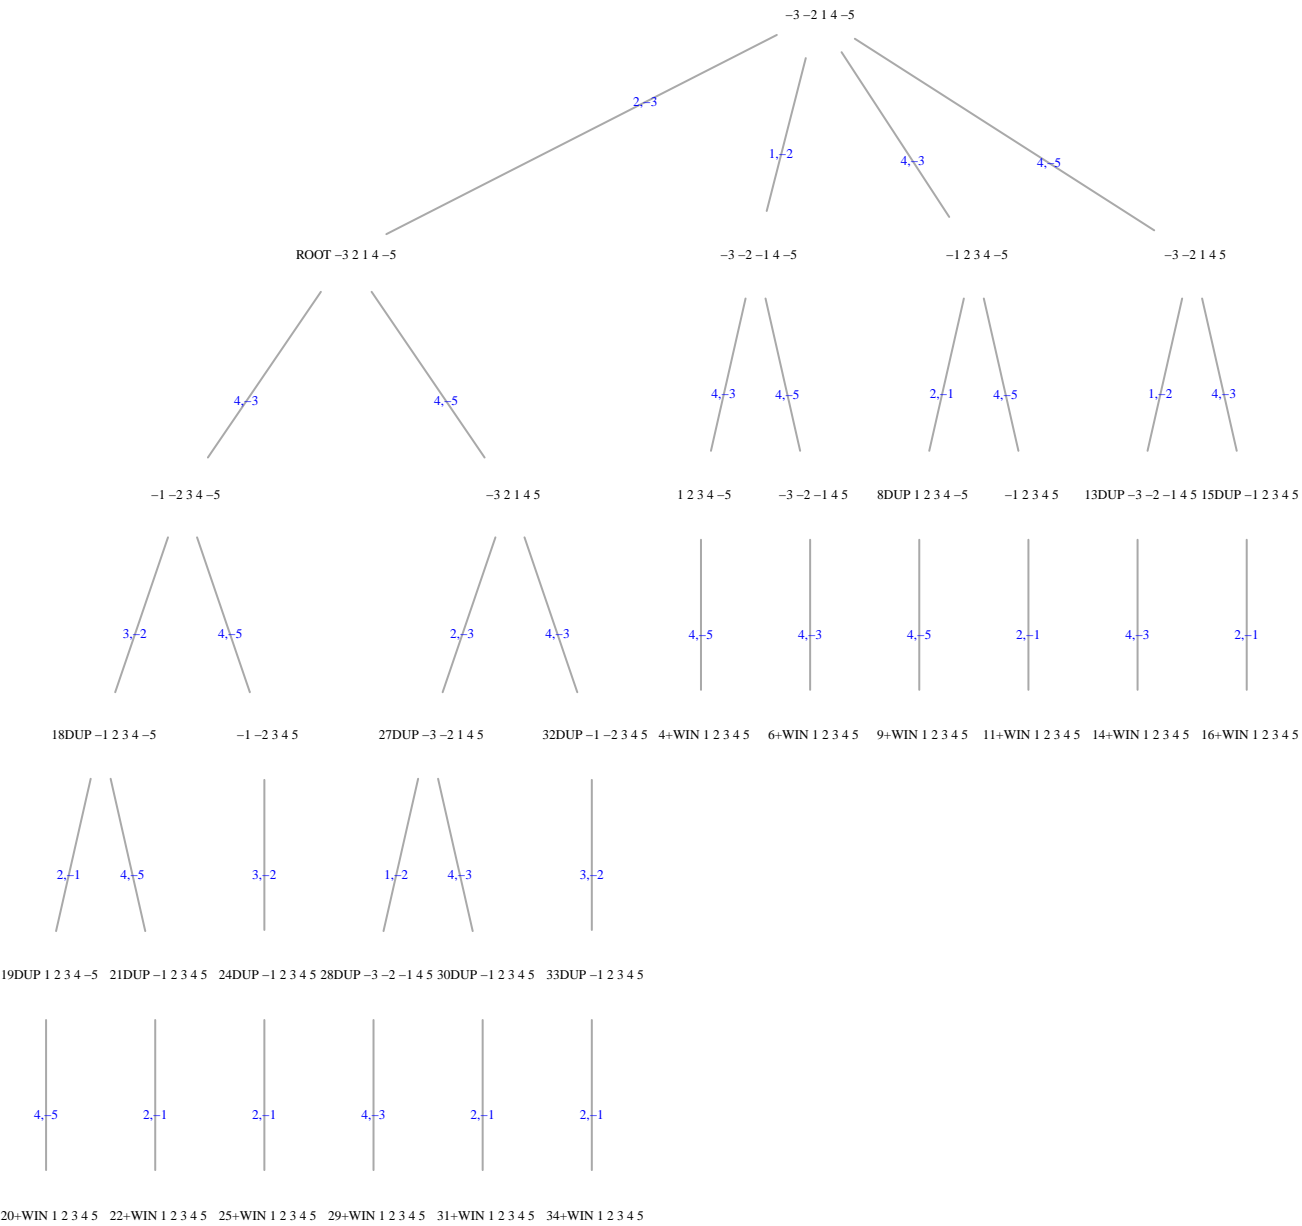 −3 −2 1 4 −5
2,−3
1,−2
4,−3
4,−5
ROOT −3 2 1 4 −5
−3 −2 −1 4 −5
−1 2 3 4 −5
−3 −2 1 4 5
4,−3
4,−5
4,−3
4,−5
2,−1
4,−5
1,−2
4,−3
−1 −2 3 4 −5
−3 2 1 4 5
1 2 3 4 −5
−3 −2 −1 4 5
8DUP 1 2 3 4 −5
−1 2 3 4 5
13DUP −3 −2 −1 4 5
15DUP −1 2 3 4 5
3,−2
4,−5
2,−3
4,−3
4,−5
4,−3
4,−5
2,−1
4,−3
2,−1
18DUP −1 2 3 4 −5
−1 −2 3 4 5
27DUP −3 −2 1 4 5
32DUP −1 −2 3 4 5
4+WIN 1 2 3 4 5
6+WIN 1 2 3 4 5
9+WIN 1 2 3 4 5
11+WIN 1 2 3 4 5
14+WIN 1 2 3 4 5
16+WIN 1 2 3 4 5
2,−1
4,−5
3,−2
1,−2
4,−3
3,−2
19DUP 1 2 3 4 −5
21DUP −1 2 3 4 5
24DUP −1 2 3 4 5
28DUP −3 −2 −1 4 5
30DUP −1 2 3 4 5
33DUP −1 2 3 4 5
4,−5
2,−1
2,−1
4,−3
2,−1
2,−1
20+WIN 1 2 3 4 5
22+WIN 1 2 3 4 5
25+WIN 1 2 3 4 5
29+WIN 1 2 3 4 5
31+WIN 1 2 3 4 5
34+WIN 1 2 3 4 5